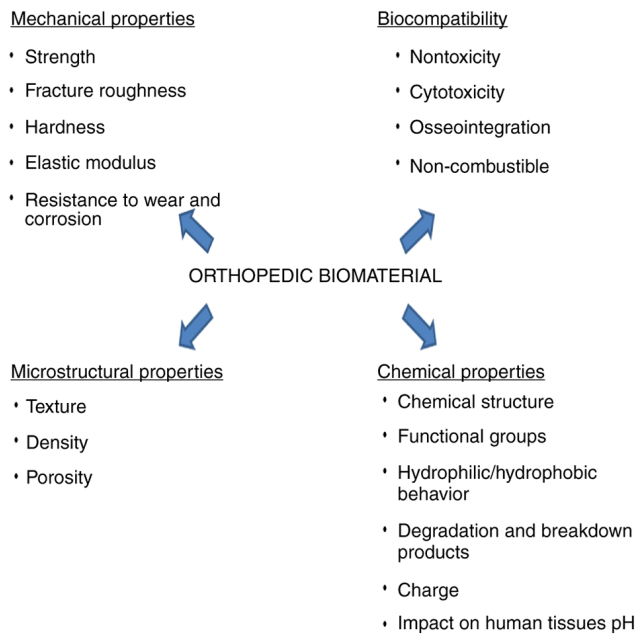 Mechanical properties
• Strength
• Fracture roughness
• Hardness
• Elastic modulus
• Resistance to wear and
corrosion
Biocompatibility
• Nontoxicity
• Cytotoxicity
• Osseointegration
• Non-combustible
ORTHOPEDIC BIOMATERIAL
Microstructural properties
• Texture
• Density
• Porosity
Chemical properties
• Chemical structure
• Functional groups
• Hydrophilic/hydrophobic
behavior
• Degradation and breakdown
products
• Charge
• Impact on human tissues pH